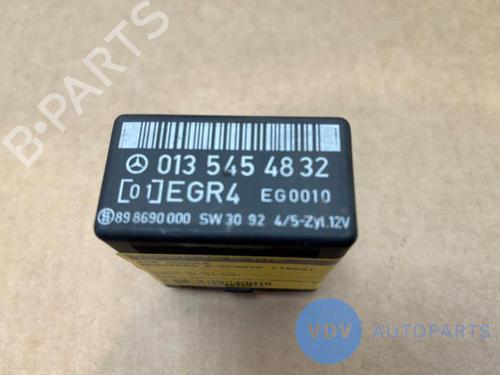 B-PARTS
013 545 48 32
[01] EGR4 EG0010
89 8690 000 SW 30 92 4/5-Zyl. 12V
VDV AUTOPARTS